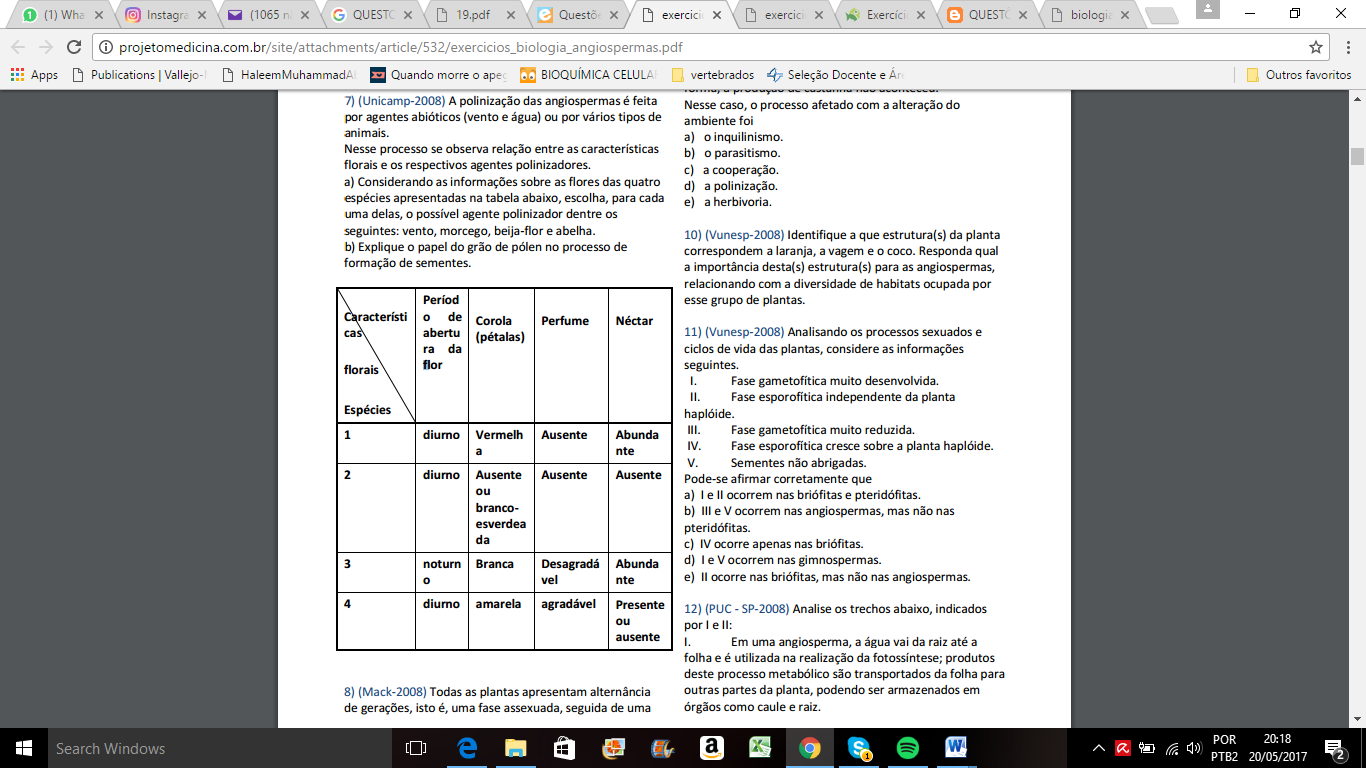 (1) Wha
Instagra
(1065 n
QUESTO
19.pdf
Questõe
exercici
exercici
Exercíc
QUESTÕ
biologia
projetomedicina.com.br/site/attachments/article/532/exercicios_biologia_angiospermas.pdf
Apps
Publications | Vallejo-
HaleemMuhammadAl
Quando morre o ape
BIOQUÍMICA CELULA
vertebrados
Seleção Docente e Ár
Outros favoritos
7) (Unicamp-2008) A polinização das angiospermas é feita
por agentes abióticos (vento e água) ou por vários tipos de
animais.
Nesse processo se observa relação entre as características
florais e os respectivos agentes polinizadores.
a) Considerando as informações sobre as flores das quatro
espécies apresentadas na tabela abaixo, escolha, para cada
uma delas, o possível agente polinizador dentre os
seguintes: vento, morcego, beija-flor e abelha.
b) Explique o papel do grão de pólen no processo de
formação de sementes.
Característi
cas
florais
Espécies
Períod
o de
abertu
ra da
flor
Corola
(pétalas)
Perfume
Néctar
1
diurno
Vermelh
a
Ausente
Abunda
nte
2
diurno
Ausente
ou
branco-
esverdea
da
Ausente
Ausente
3
noturn
o
Branca
Desagradá
vel
Abunda
nte
4
diurno
amarela
agradável
Presente
ou
ausente
8) (Mack-2008) Todas as plantas apresentam alternância
de gerações, isto é, uma fase assexuada, seguida de uma
forma, a produção de castanha não aconteceu.
Nesse caso, o processo afetado com a alteração do
ambiente foi
a) o inquilinismo.
b) o parasitismo.
c) a cooperação.
d) a polinização.
e) a herbivoria.
10) (Vunesp-2008) Identifique a que estrutura(s) da planta
correspondem a laranja, a vagem e o coco. Responda qual
a importância desta(s) estrutura(s) para as angiospermas,
relacionando com a diversidade de habitats ocupada por
esse grupo de plantas.
11) (Vunesp-2008) Analisando os processos sexuados e
ciclos de vida das plantas, considere as informações
seguintes.
I. Fase gametofítica muito desenvolvida.
II. Fase esporofítica independente da planta
haplóide.
III. Fase gametofítica muito reduzida.
IV. Fase esporofítica cresce sobre a planta haplóide.
V. Sementes não abrigadas.
Pode-se afirmar corretamente que
a) I e II ocorrem nas briófitas e pteridófitas.
b) III e V ocorrem nas angiospermas, mas não nas
pteridófitas.
c) IV ocorre apenas nas briófitas.
d) I e V ocorrem nas gimnospermas.
e) II ocorre nas briófitas, mas não nas angiospermas.
12) (PUC - SP-2008) Analise os trechos abaixo, indicados
por I e II:
I. Em uma angiosperma, a água vai da raiz até a
folha e é utilizada na realização da fotossíntese; produtos
deste processo metabólico são transportados da folha para
outras partes da planta, podendo ser armazenados em
órgãos como caule e raiz.
Search Windows
POR
PTB2
20:18
20/05/2017
2